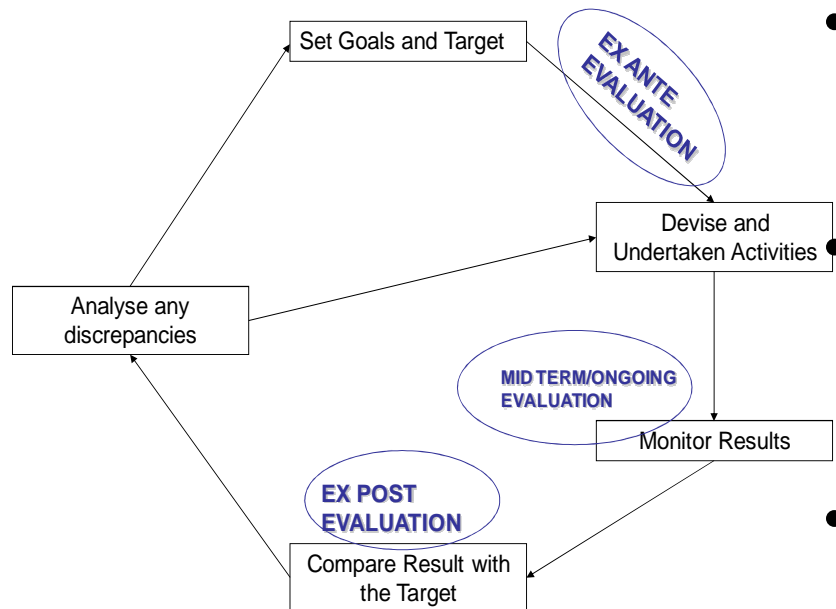 Set Goals and Target
EX ANTE
EVALUATION
Devise and
Undertaken Activities
Analyse any
discrepancies
MID TERM/ONGOING
EVALUATION
Monitor Results
EX POST
EVALUATION
Compare Result with
the Target